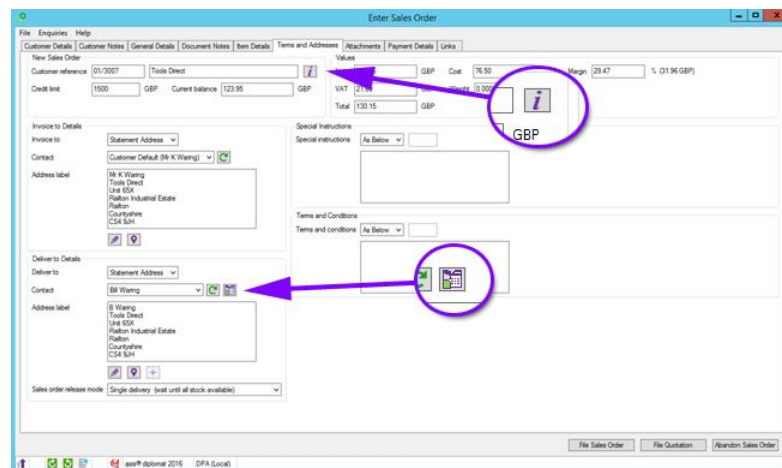 Enter Sales Order
File Enquiries Help
Customer Details Customer Notes General Details Document Notes Item Details Terms and Addresses Attachments Payment Details Links
New Sales Order
Values
Customer reference 01/3007 Tools Direct i
GBP Cost 76.50 Margin 29.47 % (31.96 GBP)
Credit limit 1500 GBP Current balance 123.95 GBP
VAT Weight
Total 130.15 GBP
i
GBP
Invoice to Details
Invoice to Statement Address
Contact Customer Default (Mr K Waring)
Address label Mr K Waring
Tools Direct
Unit 65X
Railton Industrial Estate
Railton
Countyshire
CS4 9JH
Special Instructions
Special instructions As Below
Terms and Conditions
Terms and conditions As Below
Deliver to Details
Deliver to Statement Address
Contact Bill Waring
Address label B Waring
Tools Direct
Unit 65X
Railton Industrial Estate
Railton
Countyshire
CS4 9JH
Sales order release mode Single delivery (wait until all stock available)
File Sales Order File Quotation Abandon Sales Order
axis® diplomat 2016 DPA (Local)